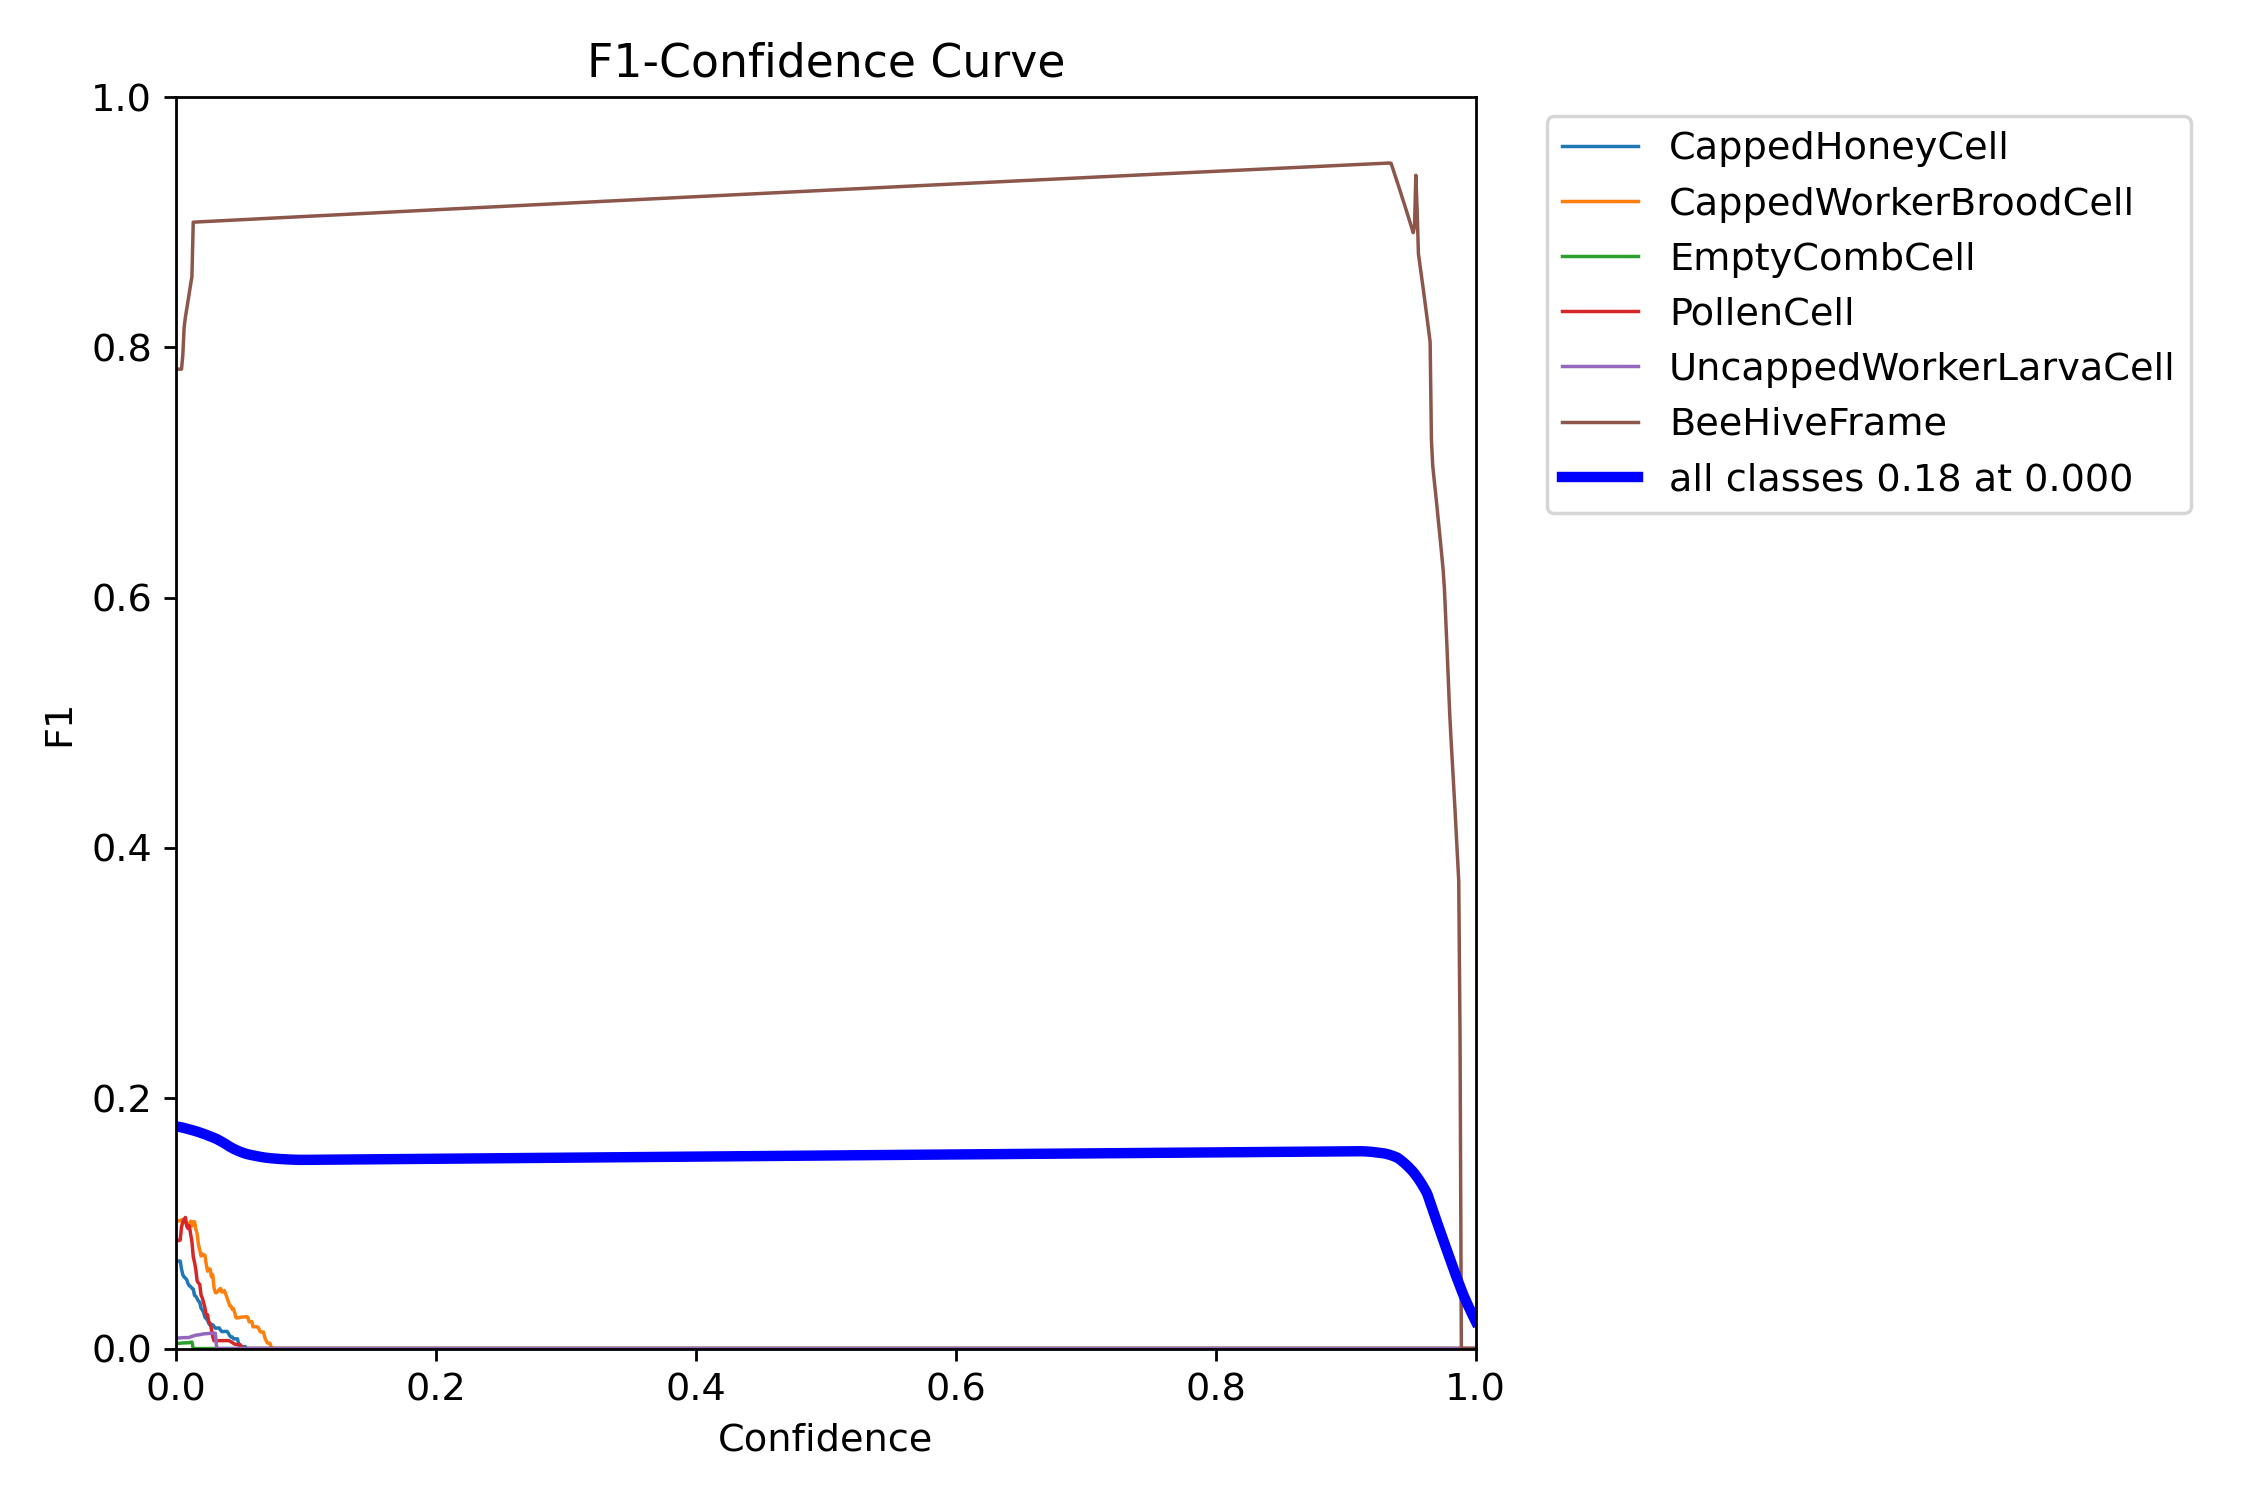 F1-Confidence Curve
1.0
0.8
0.6
0.4
0.2
0.0
F1
0.0 0.2 0.4 0.6 0.8 1.0
Confidence
CappedHoneyCell
CappedWorkerBroodCell
EmptyCombCell
PollenCell
UncappedWorkerLarvaCell
BeeHiveFrame
all classes 0.18 at 0.000